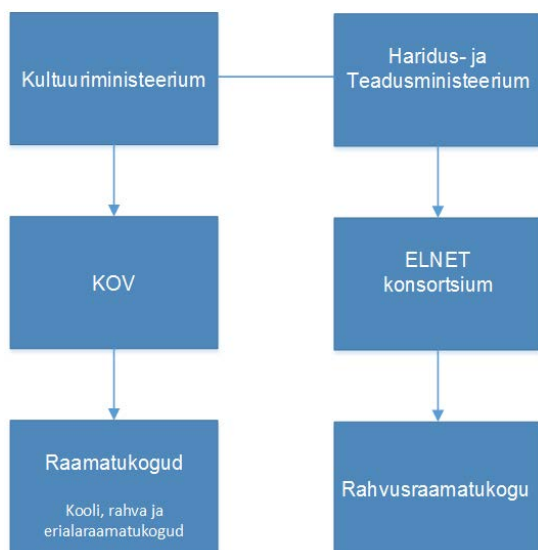 Kultuuriministeerium
Haridus- ja
Teadusministeerium
KOV
ELNET
konsortsium
Raamatukogud
Kooli, rahva ja
erialaraamatukogud
Rahvusraamatukogu